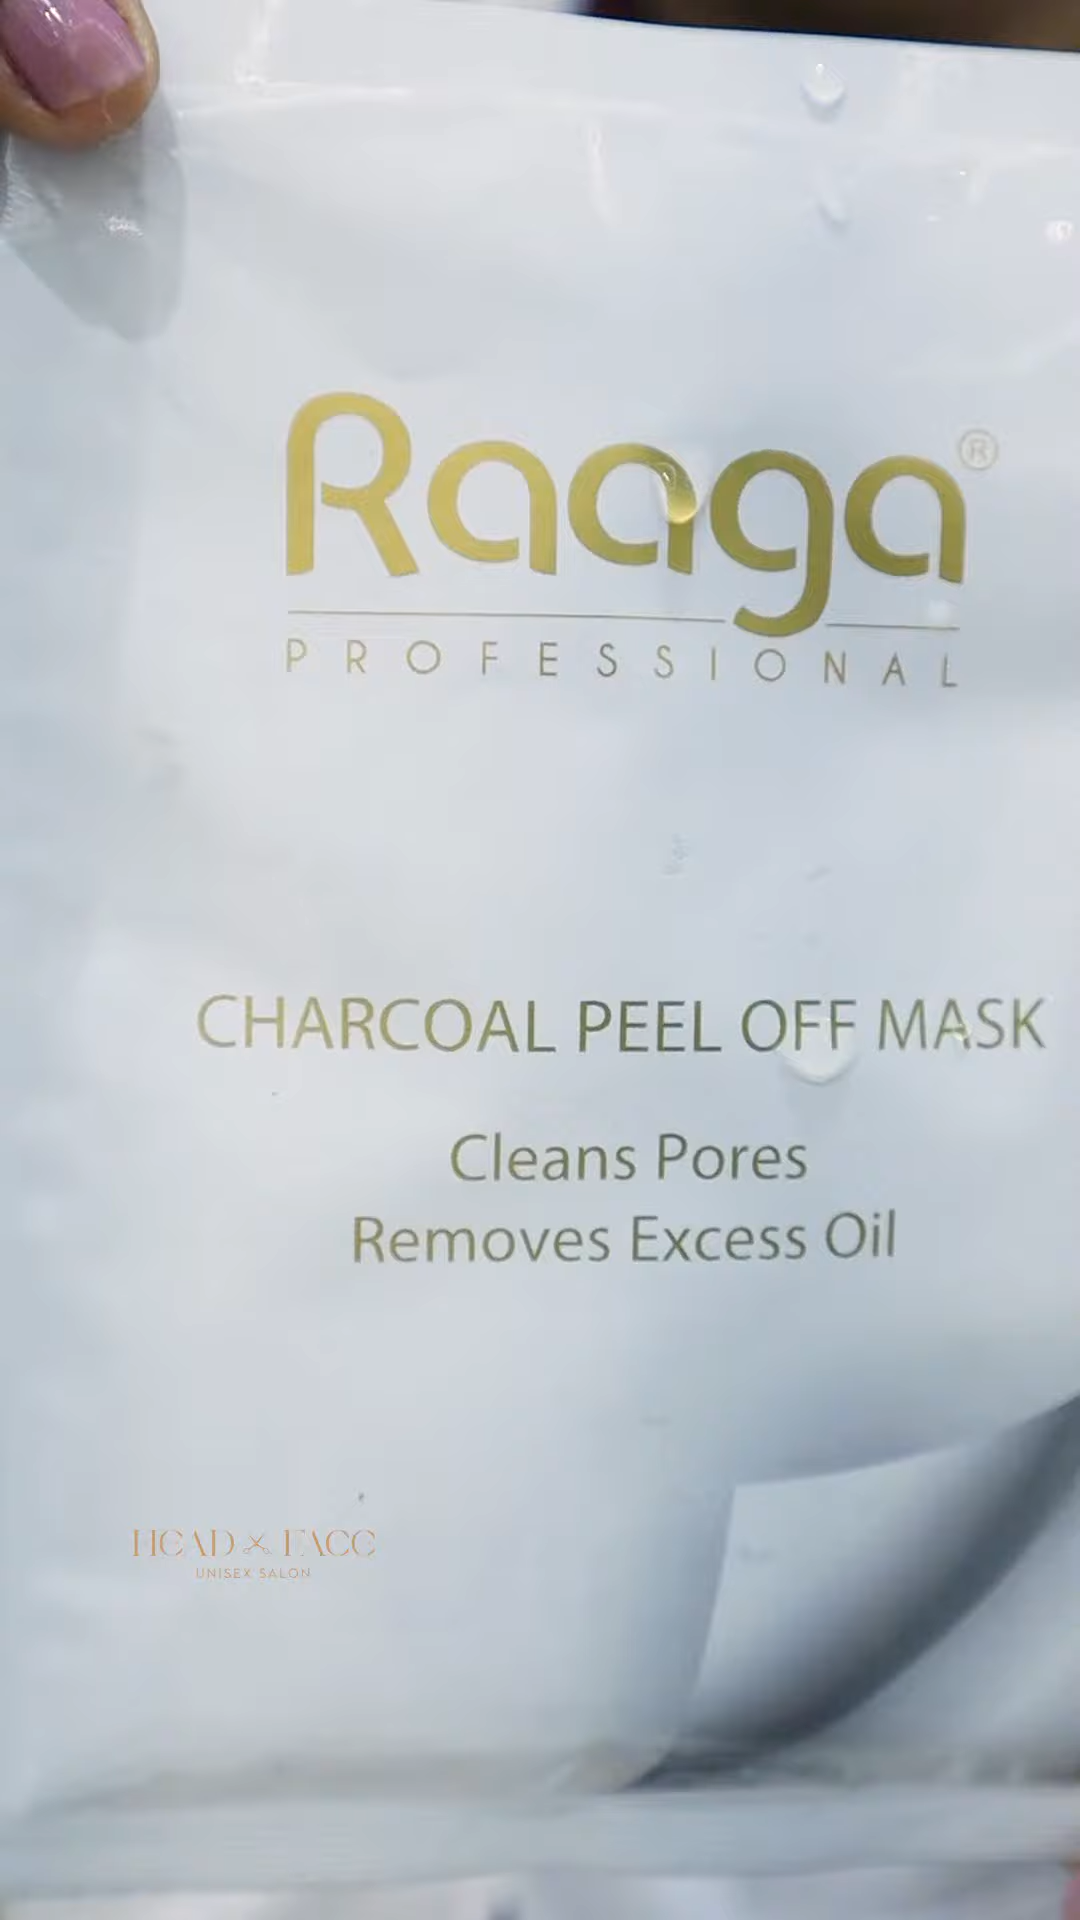 Raaga®
PROFESSIONAL
CHARCOAL PEEL OFF MASK
Cleans Pores
Removes Excess Oil
HEAD FACE
UNISEX SALON